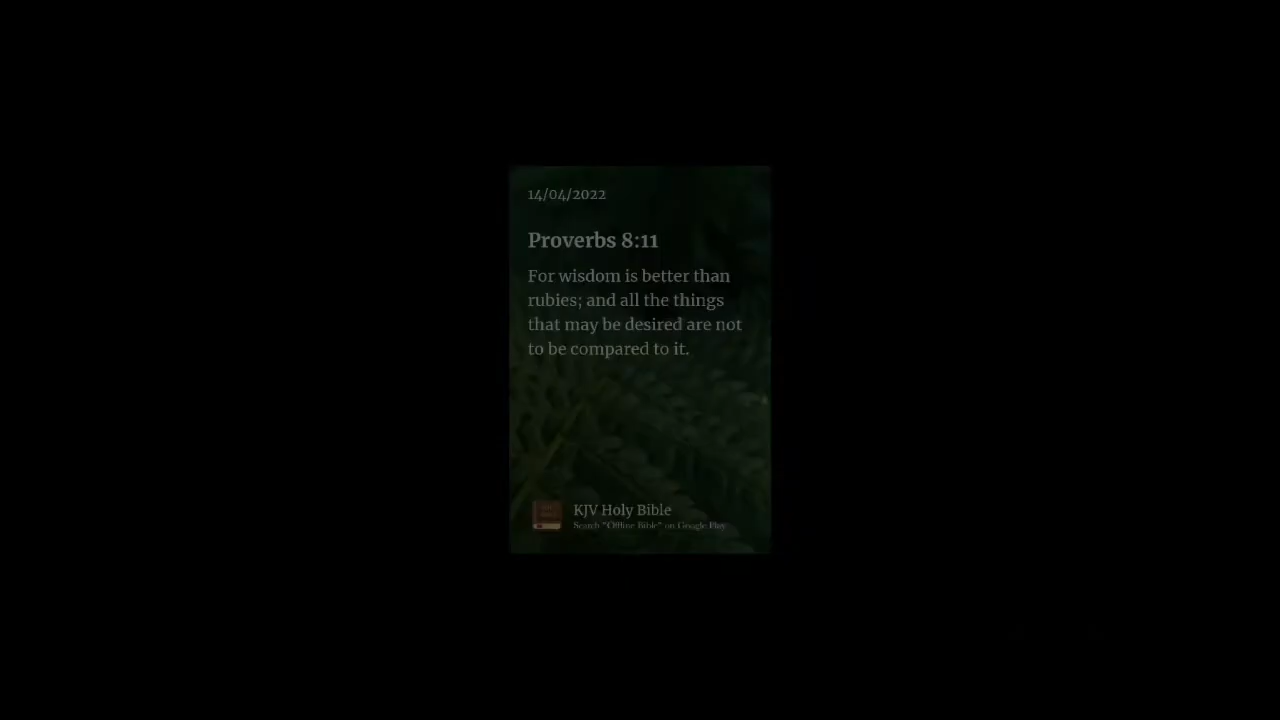 14/04/2022
Proverbs 8:11
For wisdom is better than
rubies; and all the things
that may be desired are not
to be compared to it.
KJV Holy Bible
Search "Offline Bible" on Google Play